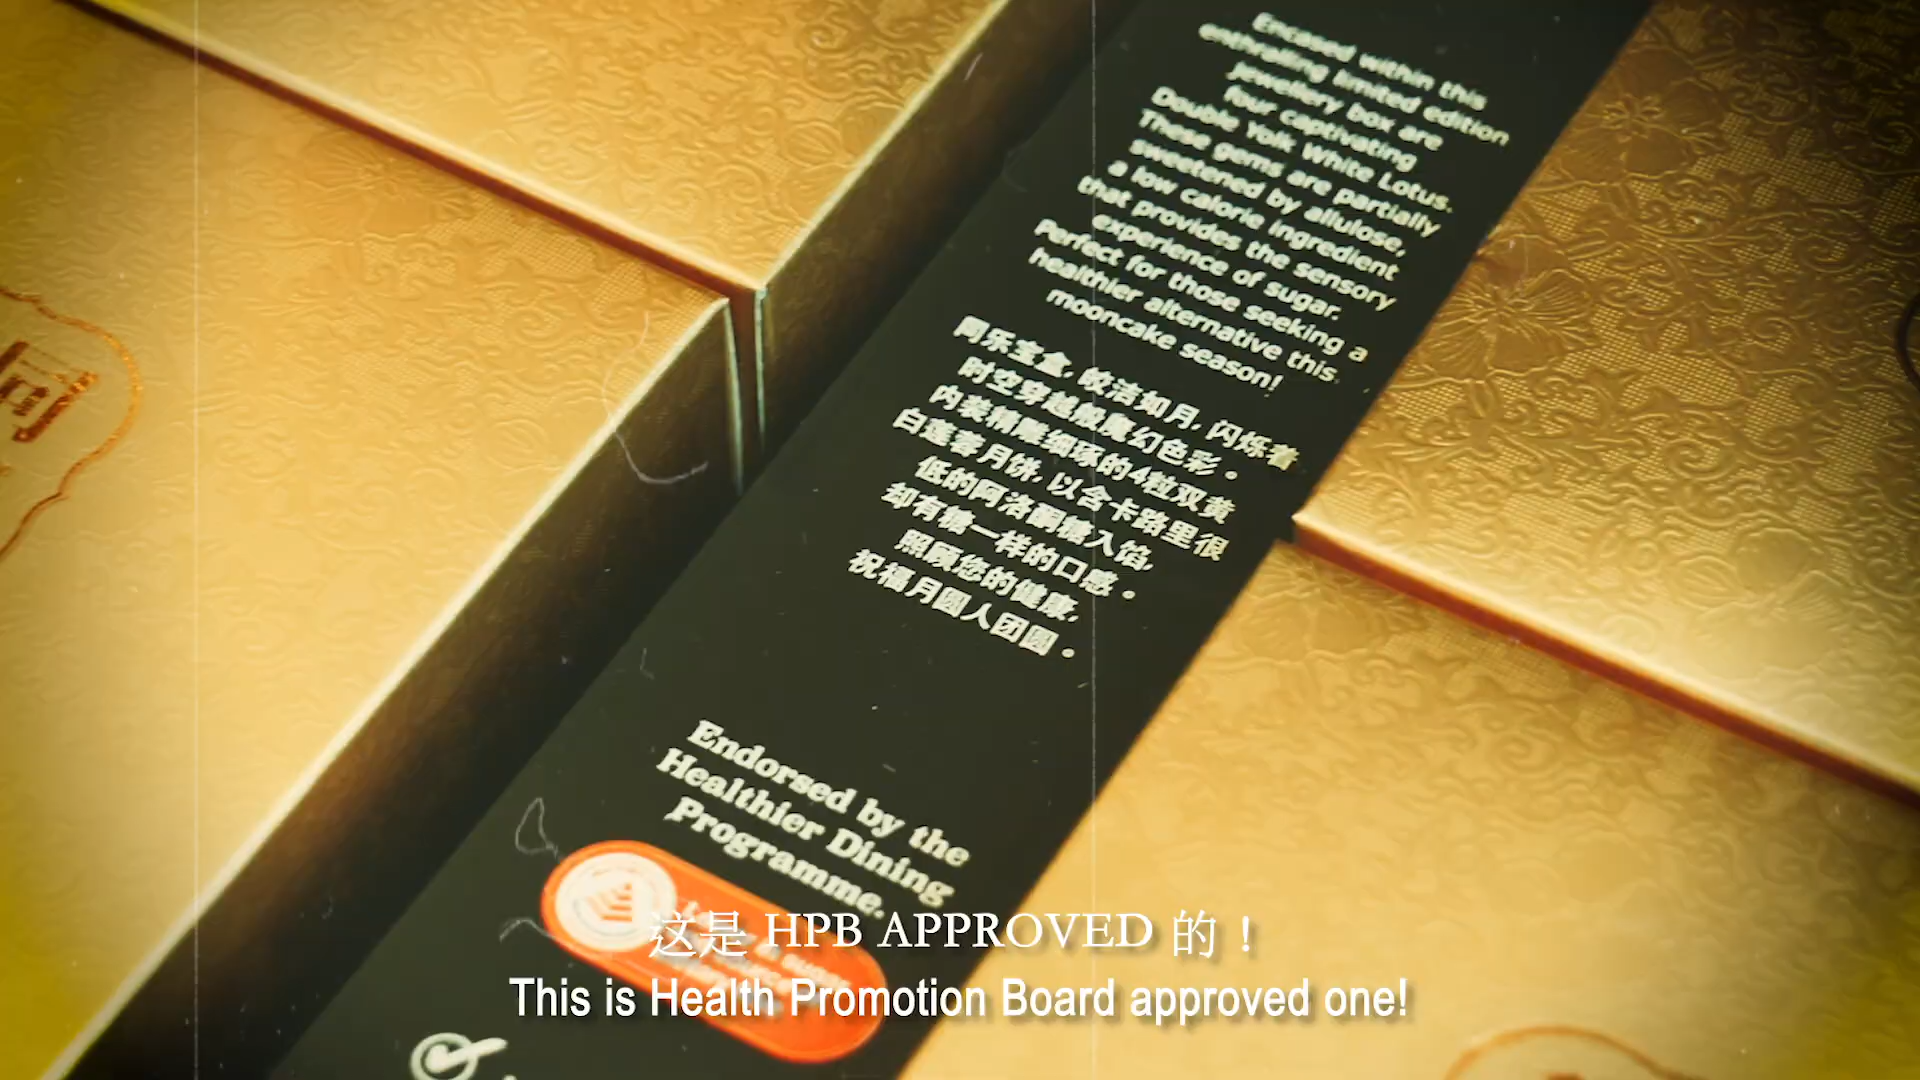 Encased within this
enthralling limited edition
jewellery box are
four captivating
Double Yolk White Lotus.
These gems are partially
sweetened by allulose,
a low calorie ingredient
that provides the sensory
experience of sugar.
Perfect for those seeking a
healthier alternative this
mooncake season!
同乐宝盒,皎洁如月,闪烁着
时空穿越般魔幻色彩。
内装精雕细琢的4粒双黄
白莲蓉月饼,以含卡路里很
低的阿洛酮糖入馅,
却有糖一样的口感。
照顾您的健康,
祝福月圆人团圆。
Endorsed by the
Healthier Dining
Programme.
同
这是 HPB APPROVED 的！
This is Health Promotion Board approved one!